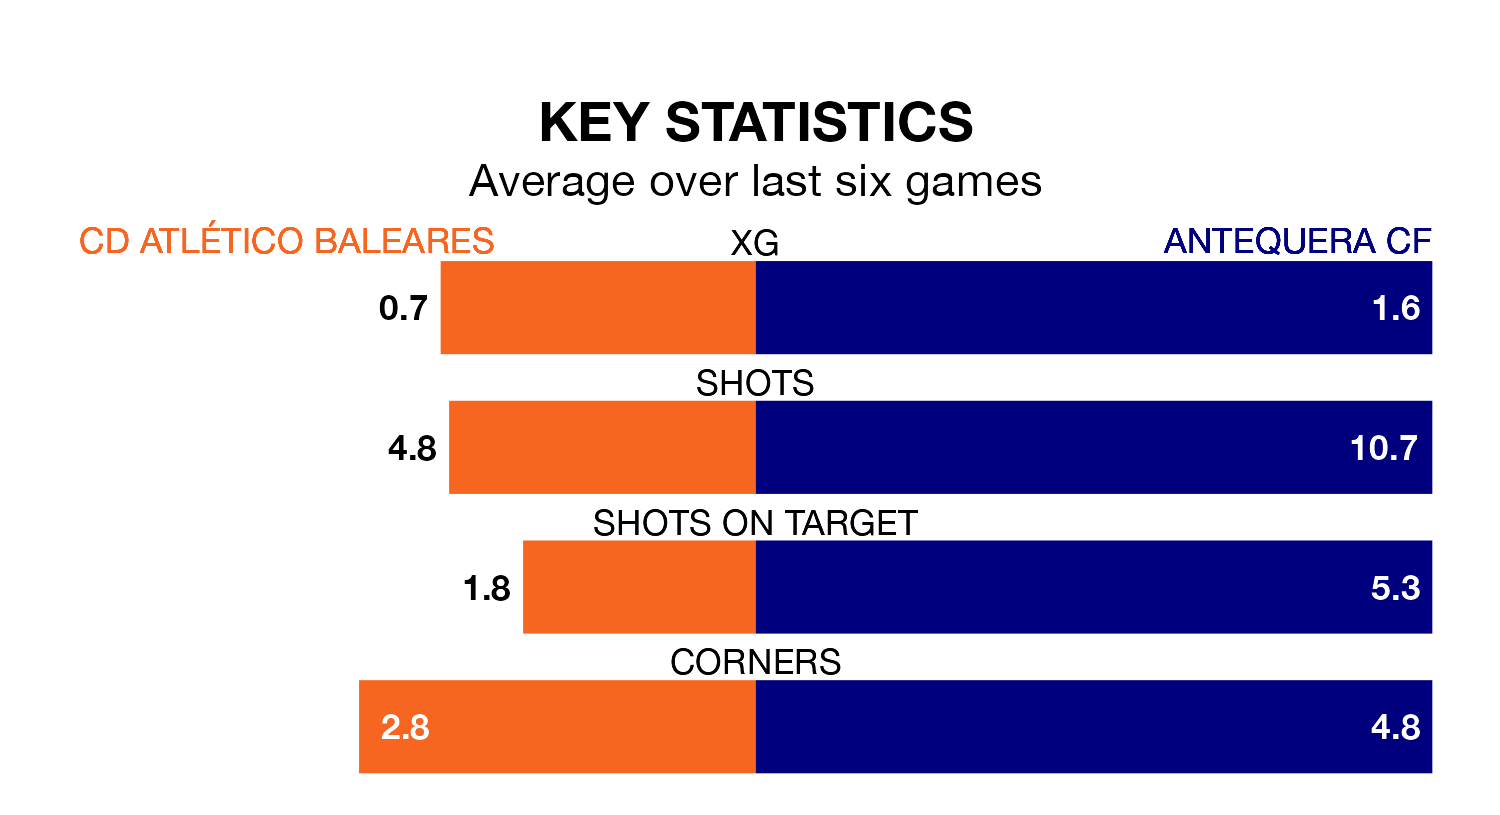 KEY STATISTICS
Average over last six games
CD ATLÉTICO BALEARES XG ANTEQUERA CF
0.7 1.6
SHOTS
4.8 10.7
SHOTS ON TARGET
1.8 5.3
CORNERS
2.8 4.8